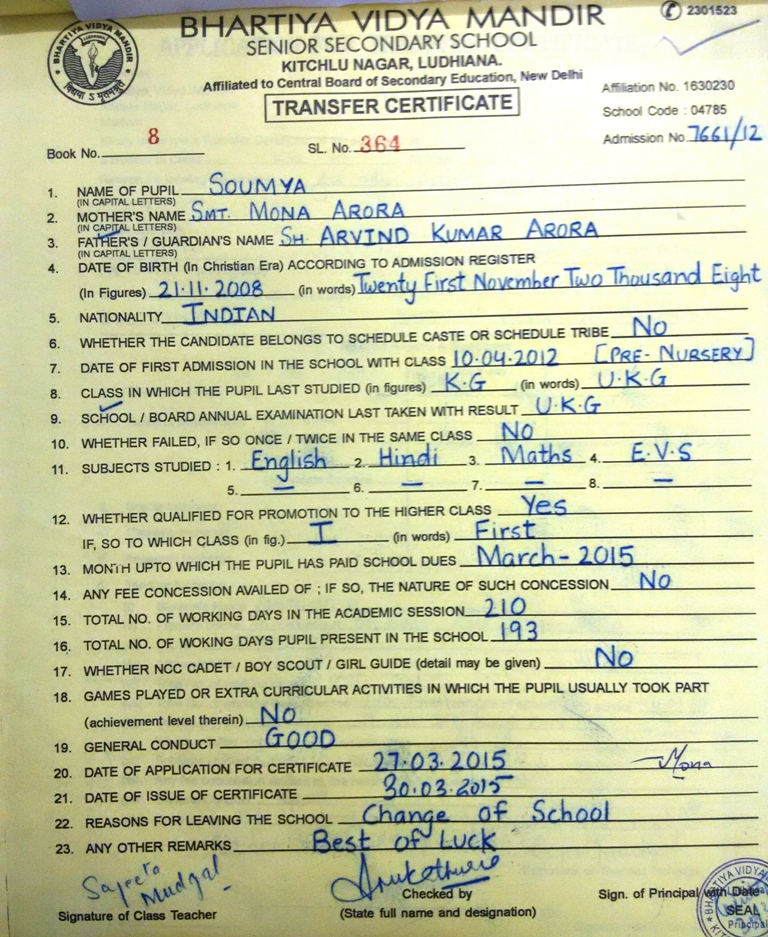 BHARTIYA VIDYA MANDIR
LUDHIANA
विद्यया ऽ मृतमश्नुते
2301523
BHARTIYA VIDYA MANDIR
SENIOR SECONDARY SCHOOL
KITCHLU NAGAR, LUDHIANA.
Affiliated to Central Board of Secondary Education, New Delhi
Affiliation No. 1630230
TRANSFER CERTIFICATE
School Code : 04785
Admission No. 7661/12
Book No. 8 SL. No. 364
1. NAME OF PUPIL SOUMYA
(IN CAPITAL LETTERS)
2. MOTHER'S NAME SMT. MONA ARORA
(IN CAPITAL LETTERS)
3. FATHER'S / GUARDIAN'S NAME SH. ARVIND KUMAR ARORA
(IN CAPITAL LETTERS)
4. DATE OF BIRTH (In Christian Era) ACCORDING TO ADMISSION REGISTER
(In Figures) 21.11.2008 (in words) Twenty First November Two Thousand Eight
5. NATIONALITY INDIAN
6. WHETHER THE CANDIDATE BELONGS TO SCHEDULE CASTE OR SCHEDULE TRIBE No
7. DATE OF FIRST ADMISSION IN THE SCHOOL WITH CLASS 10.04.2012 [PRE-NURSERY]
8. CLASS IN WHICH THE PUPIL LAST STUDIED (in figures) K.G (in words) U.K.G
9. SCHOOL / BOARD ANNUAL EXAMINATION LAST TAKEN WITH RESULT U.K.G
10. WHETHER FAILED, IF SO ONCE / TWICE IN THE SAME CLASS NO
11. SUBJECTS STUDIED : 1. English 2. Hindi 3. Maths 4. E.V.S
5. — 6. — 7. — 8. —
12. WHETHER QUALIFIED FOR PROMOTION TO THE HIGHER CLASS Yes
IF, SO TO WHICH CLASS (in fig.) I (in words) First
13. MONTH UPTO WHICH THE PUPIL HAS PAID SCHOOL DUES March-2015
14. ANY FEE CONCESSION AVAILED OF ; IF SO, THE NATURE OF SUCH CONCESSION No
15. TOTAL NO. OF WORKING DAYS IN THE ACADEMIC SESSION 210
16. TOTAL NO. OF WOKING DAYS PUPIL PRESENT IN THE SCHOOL 193
17. WHETHER NCC CADET / BOY SCOUT / GIRL GUIDE (detail may be given) No
18. GAMES PLAYED OR EXTRA CURRICULAR ACTIVITIES IN WHICH THE PUPIL USUALLY TOOK PART
(achievement level therein) NO
19. GENERAL CONDUCT GOOD
20. DATE OF APPLICATION FOR CERTIFICATE 27.03.2015 Mona
21. DATE OF ISSUE OF CERTIFICATE 30.03.2015
22. REASONS FOR LEAVING THE SCHOOL Change of School
23. ANY OTHER REMARKS Best of Luck
Mudgal
Signature of Class Teacher
Checked by
(State full name and designation)
Sign. of Principal with Date
SEAL
Principal